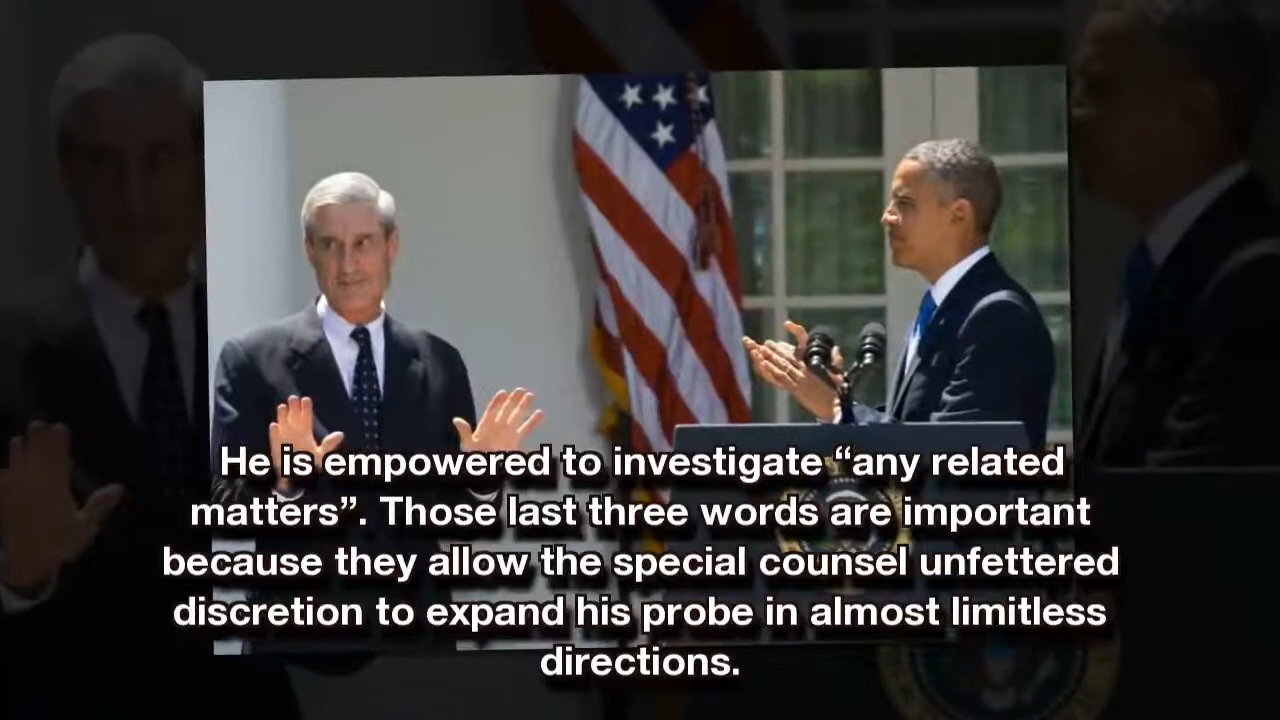 He is empowered to investigate “any related
matters”. Those last three words are important
because they allow the special counsel unfettered
discretion to expand his probe in almost limitless
directions.